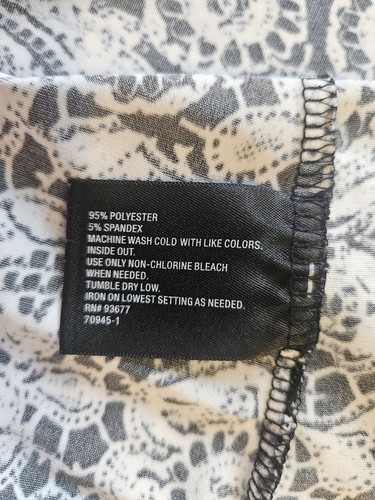 95% POLYESTER
5% SPANDEX
MACHINE WASH COLD WITH LIKE COLORS.
INSIDE OUT.
USE ONLY NON-CHLORINE BLEACH
WHEN NEEDED.
TUMBLE DRY LOW.
IRON ON LOWEST SETTING AS NEEDED.
RN# 93677
70945-1